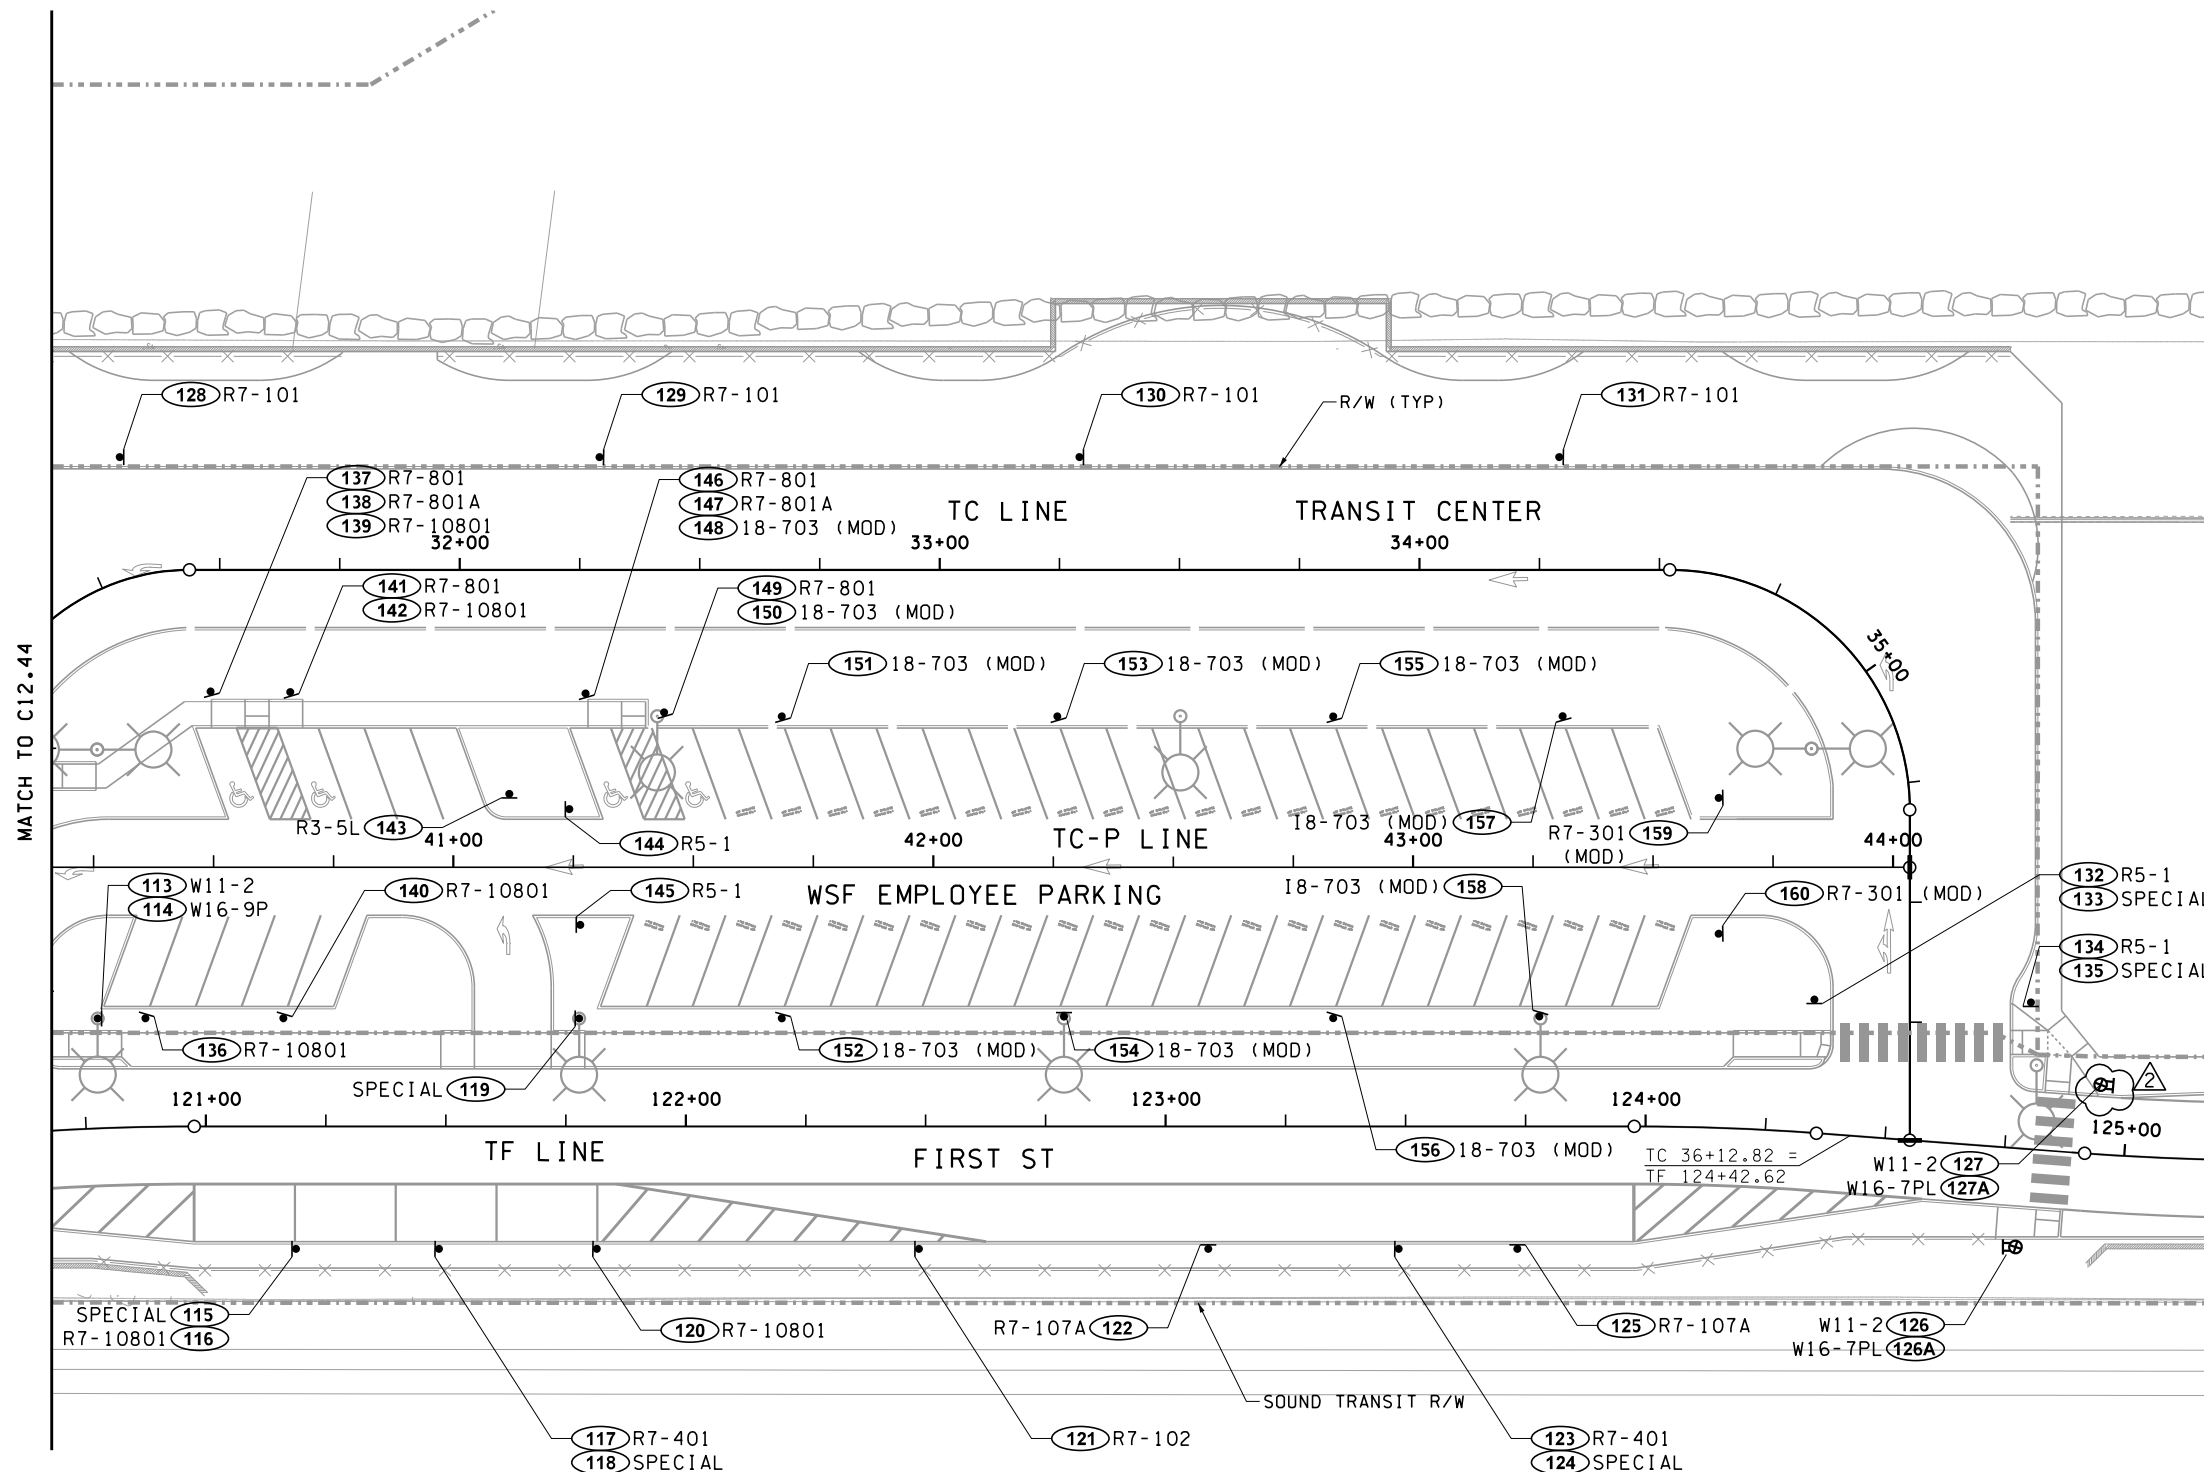 128 R7-101
129 R7-101
130 R7-101
R/W (TYP)
131 R7-101
137 R7-801
138 R7-801A
139 R7-10801
146 R7-801
147 R7-801A
148 18-703 (MOD)
TC LINE
TRANSIT CENTER
32+00
33+00
34+00
141 R7-801
142 R7-10801
149 R7-801
150 18-703 (MOD)
35+00
151 18-703 (MOD)
153 18-703 (MOD)
155 18-703 (MOD)
MATCH TO C12.44
R3-5L 143
144 R5-1
I8-703 (MOD) 157
R7-301 159
(MOD)
41+00
42+00
TC-P LINE
43+00
44+00
113 W11-2
114 W16-9P
140 R7-10801
145 R5-1
WSF EMPLOYEE PARKING
I8-703 (MOD) 158
160 R7-301 (MOD)
132 R5-1
133 SPECIAL
134 R5-1
135 SPECIAL
136 R7-10801
152 18-703 (MOD)
154 18-703 (MOD)
SPECIAL 119
2
121+00
122+00
123+00
124+00
125+00
TF LINE
FIRST ST
156 18-703 (MOD)
TC 36+12.82 =
TF 124+42.62
W11-2 127
W16-7PL 127A
SPECIAL 115
R7-10801 116
120 R7-10801
R7-107A 122
125 R7-107A
W11-2 126
W16-7PL 126A
SOUND TRANSIT R/W
117 R7-401
118 SPECIAL
121 R7-102
123 R7-401
124 SPECIAL